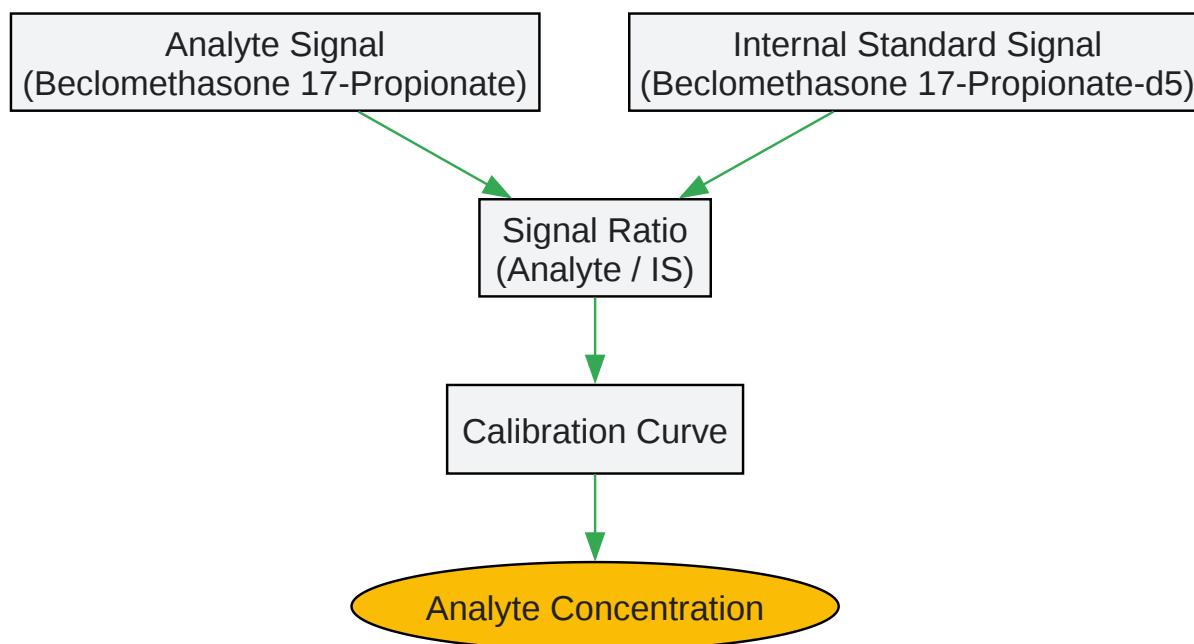 Analyte Signal
(Beclomethasone 17-Propionate)
Internal Standard Signal
(Beclomethasone 17-Propionate-d5)
Signal Ratio
(Analyte / IS)
Calibration Curve
Analyte Concentration